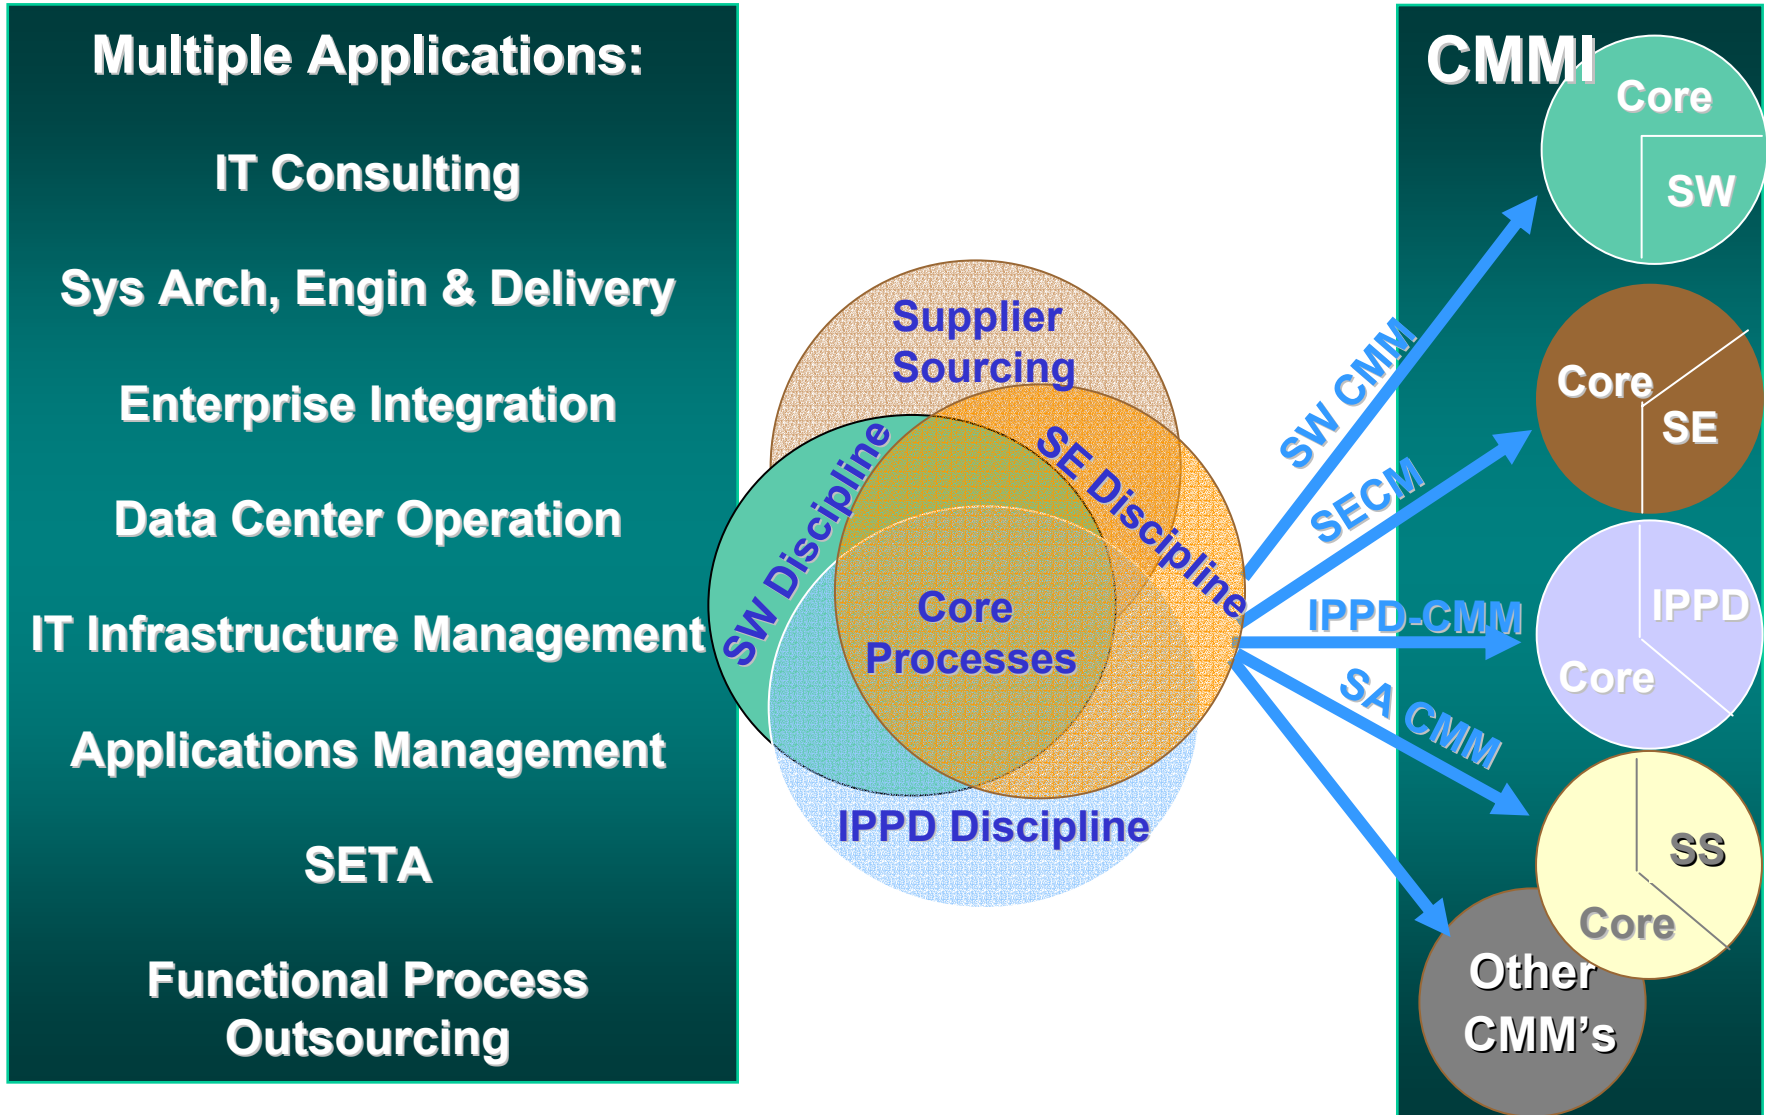 Multiple Applications:
IT Consulting
Sys Arch, Engin & Delivery
Enterprise Integration
Data Center Operation
IT Infrastructure Management
Applications Management
SETA
Functional Process
Outsourcing
Supplier
Sourcing
SW Discipline
SE Discipline
Core
Processes
IPPD Discipline
SW CMM
SECM
IPPD-CMM
SA CMM
CMMI
Core
SW
Core
SE
IPPD
Core
SS
Core
Other
CMM's